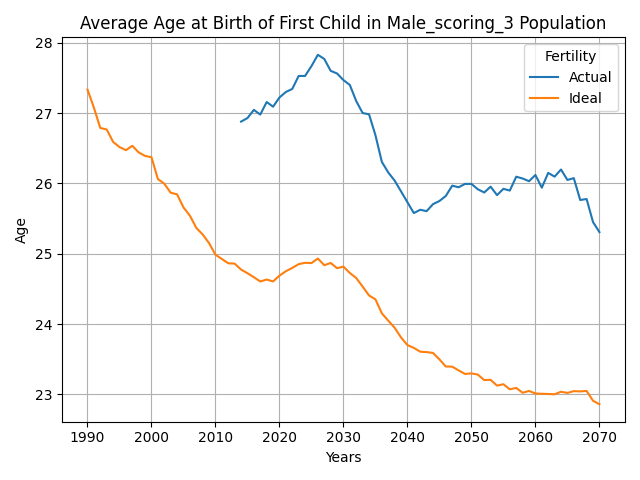 Average Age at Birth of First Child in Male_scoring_3 Population
Fertility
Actual
Ideal
Age
28
27
26
25
24
23
1990 2000 2010 2020 2030 2040 2050 2060 2070
Years